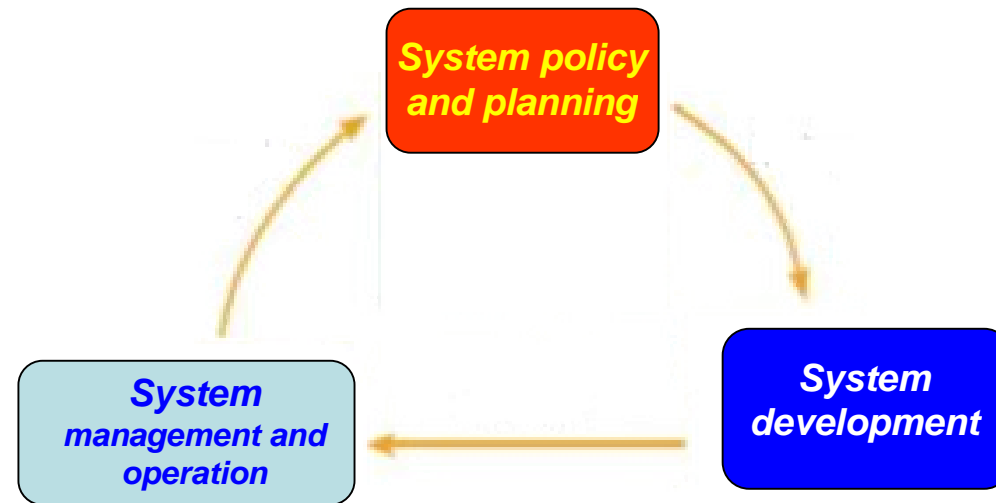 System policy
and planning
System
development
System
management and
operation